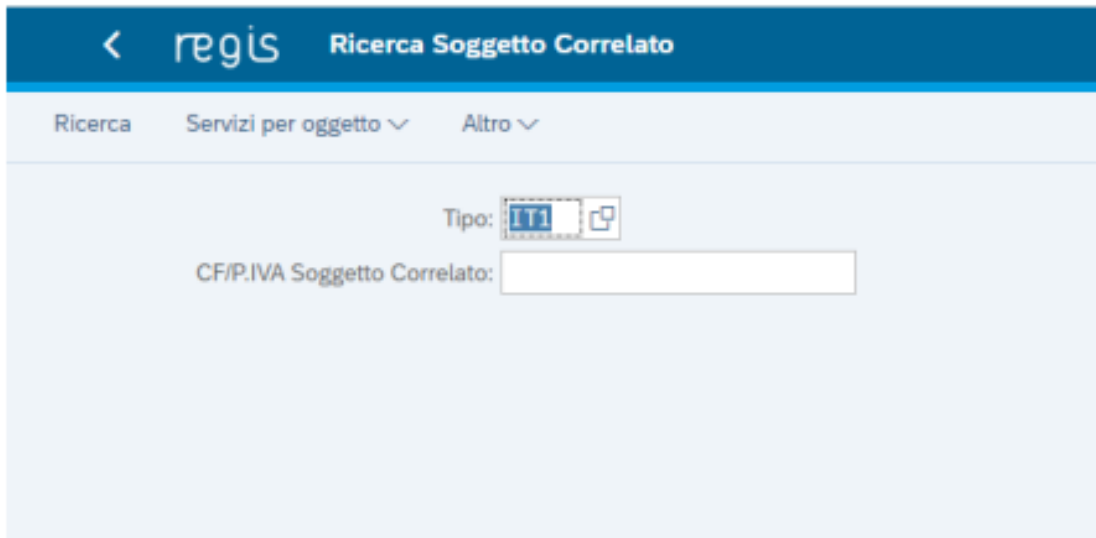 regis Ricerca Soggetto Correlato
Ricerca Servizi per oggetto Altro
Tipo: IT1
CF/P.IVA Soggetto Correlato: